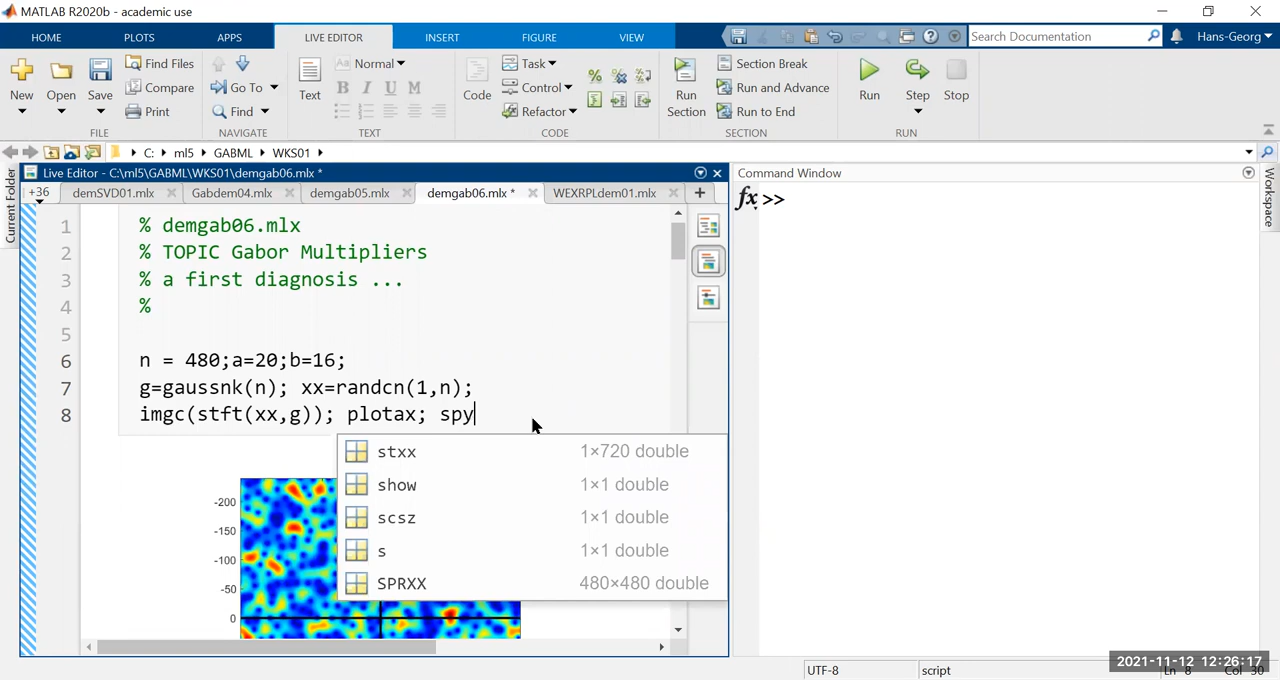 MATLAB R2020b - academic use
HOME PLOTS APPS LIVE EDITOR INSERT FIGURE VIEW Search Documentation Hans-Georg
New Open Save Find Files Compare Print
Go To Find
Text Aa Normal B I U M
Code Task Control Refactor
Run Section Section Break Run and Advance Run to End
Run Step Stop
FILE NAVIGATE TEXT CODE SECTION RUN
C: ml5 GABML WKS01
Current Folder
Live Editor - C:\ml5\GABML\WKS01\demgab06.mlx *
Command Window
Workspace
+36 demSVD01.mlx Gabdem04.mlx demgab05.mlx demgab06.mlx * WEXRPLdem01.mlx +
fx >>
1 % demgab06.mlx
2 % TOPIC Gabor Multipliers
3 % a first diagnosis ...
4 %
5
6 n = 480;a=20;b=16;
7 g=gaussnk(n); xx=randcn(1,n);
8 imgc(stft(xx,g)); plotax; spy
stxx 1×720 double
show 1×1 double
scsz 1×1 double
s 1×1 double
SPRXX 480×480 double
-200
-150
-100
-50
0
UTF-8 script Ln 8 Col 30
2021-11-12 12:26:17